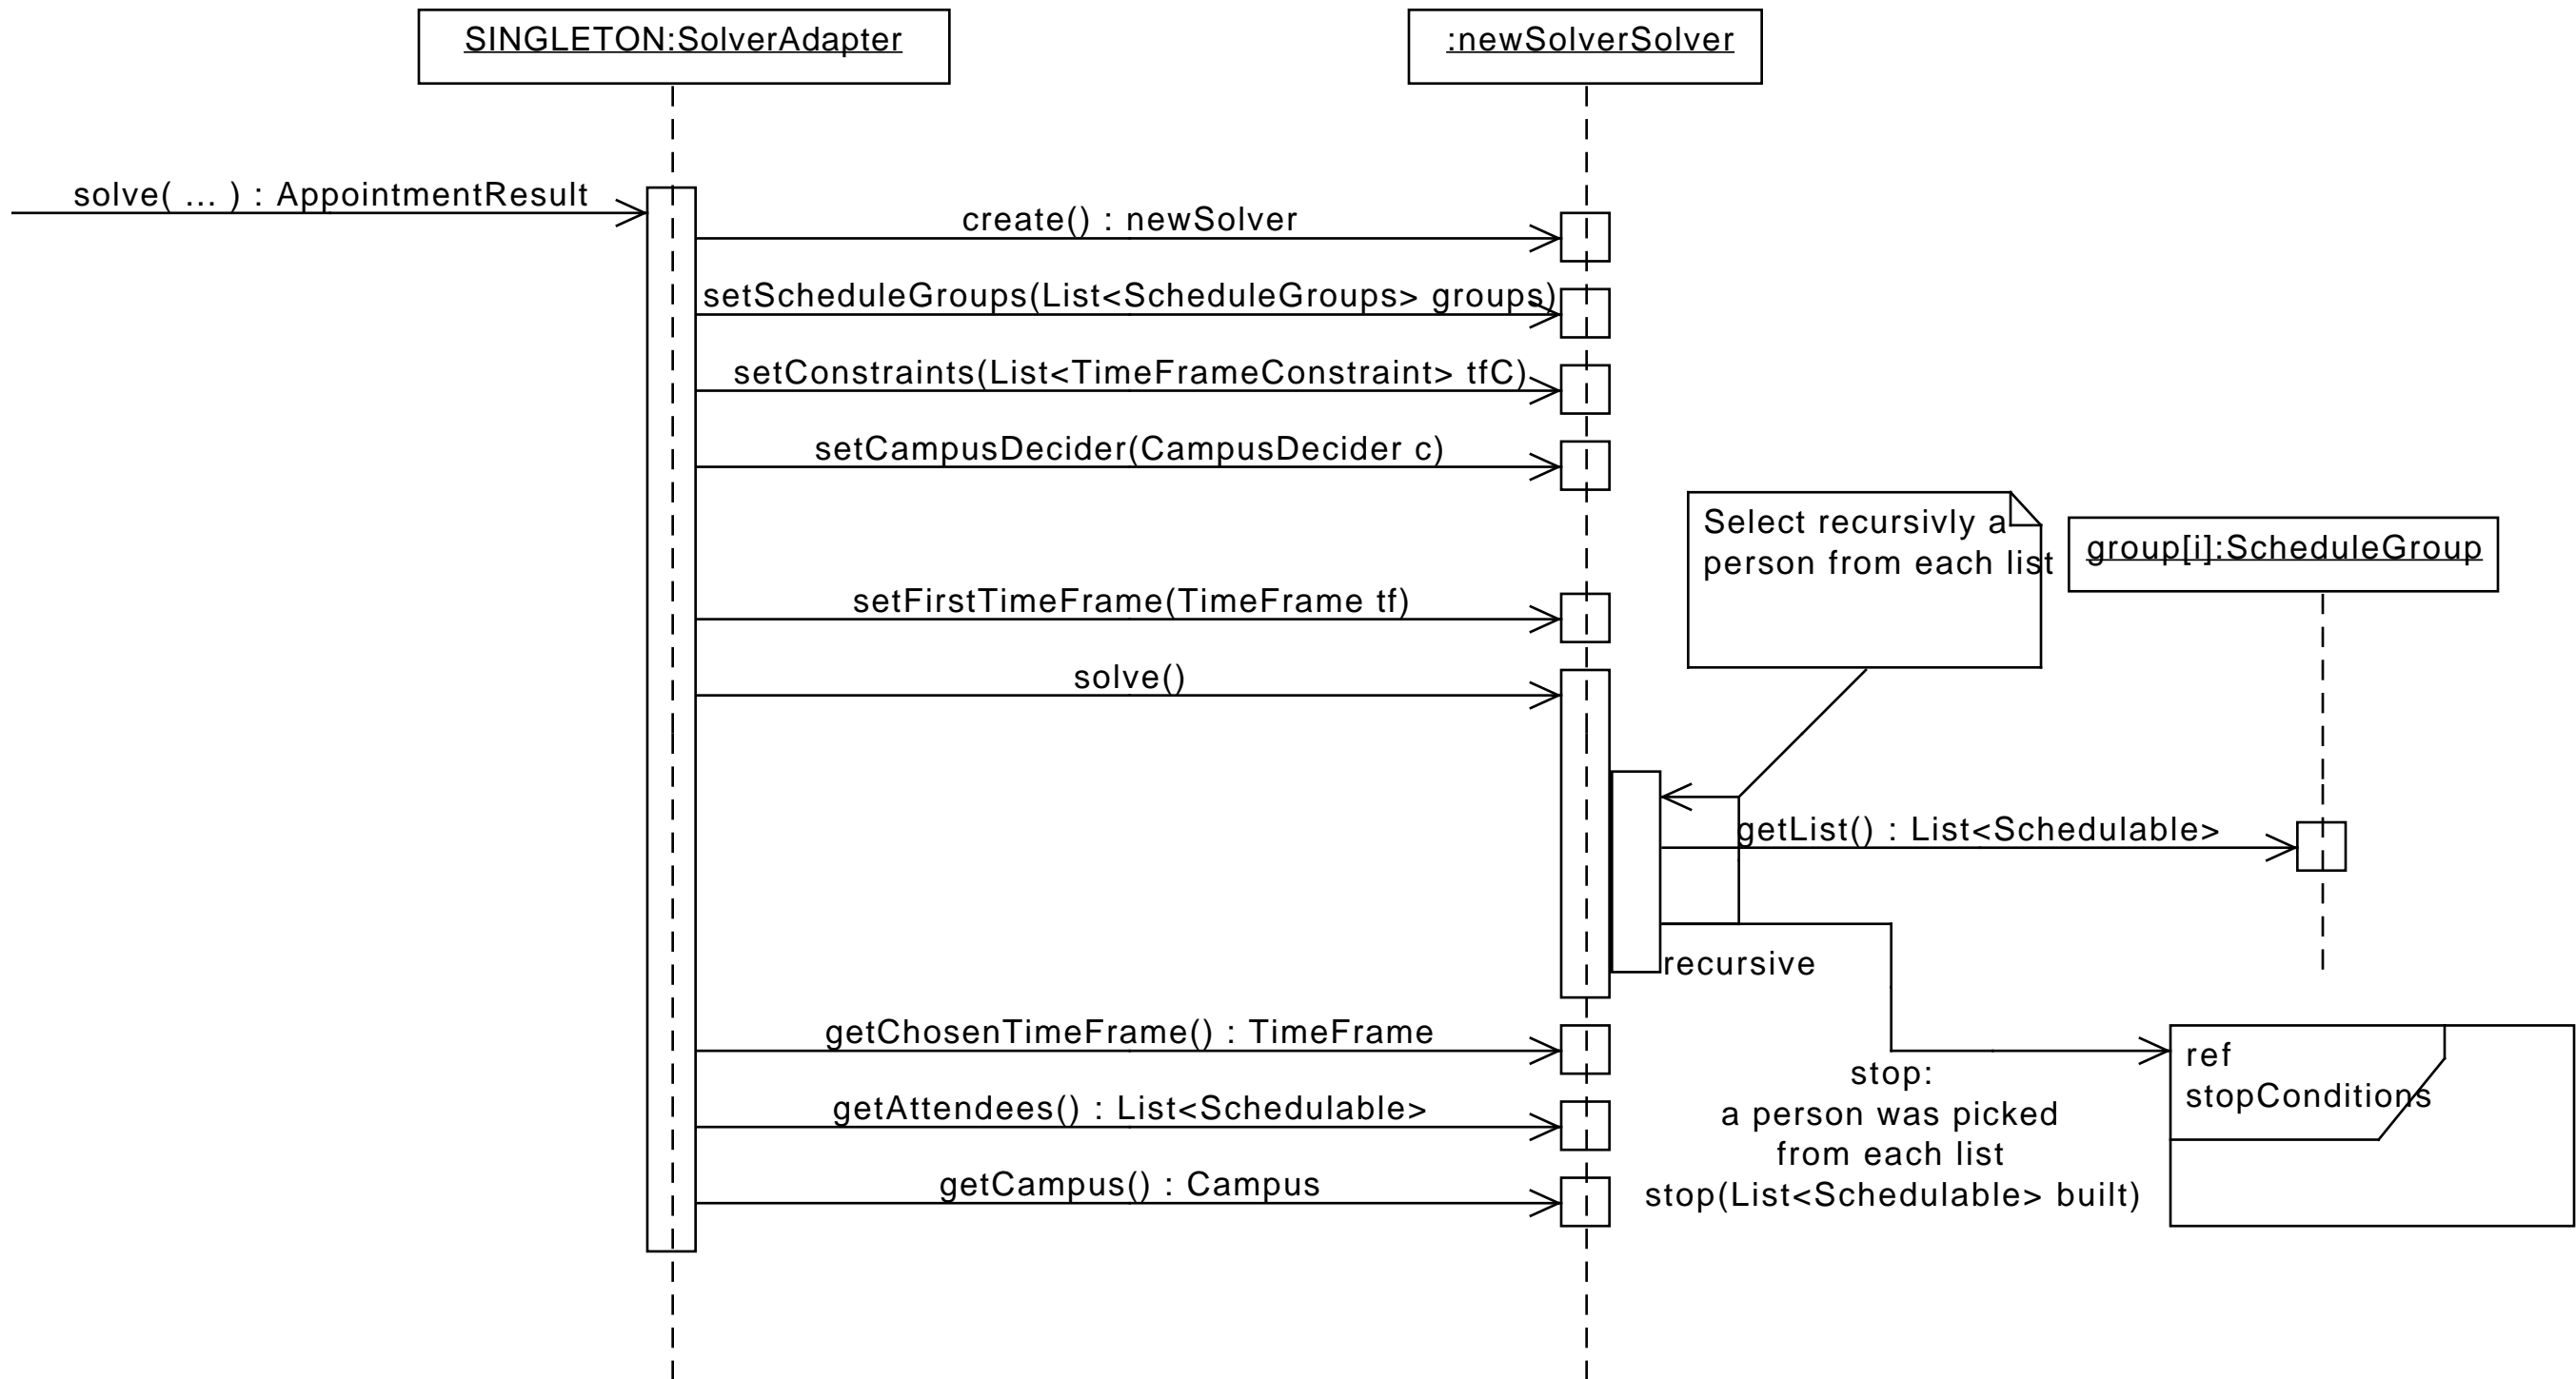 SINGLETON:SolverAdapter
:newSolverSolver
solve( ... ) : AppointmentResult
create() : newSolver
setScheduleGroups(List<ScheduleGroups> groups)
setConstraints(List<TimeFrameConstraint> tfC)
setCampusDecider(CampusDecider c)
Select recursivly a
person from each list
group[i]:ScheduleGroup
setFirstTimeFrame(TimeFrame tf)
solve()
getList() : List<Schedulable>
recursive
getChosenTimeFrame() : TimeFrame
ref
stopConditions
stop:
a person was picked
from each list
stop(List<Schedulable> built)
getAttendees() : List<Schedulable>
getCampus() : Campus